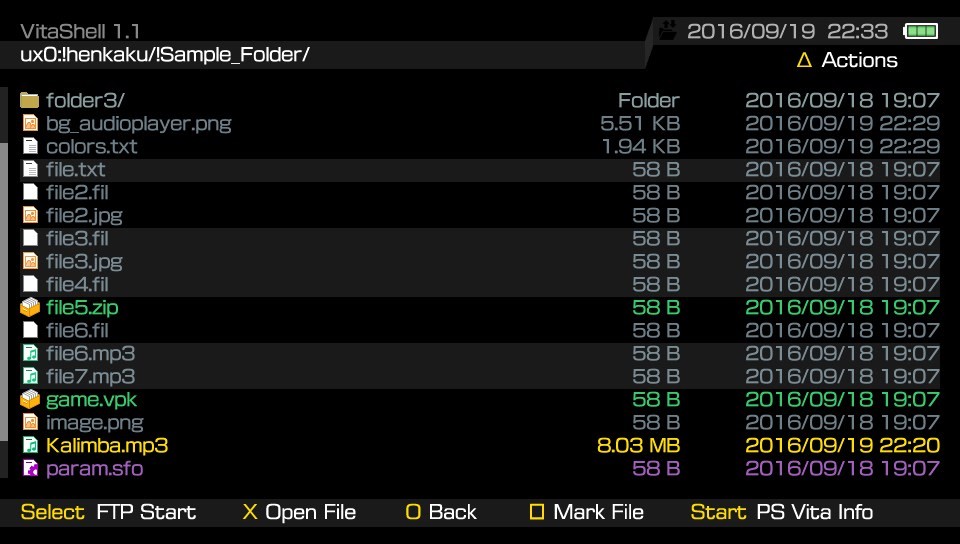 VitaShell 1.1 2016/09/19 22:33
ux0:!henkaku/!Sample_Folder/
Δ Actions
folder3/ Folder 2016/09/18 19:07
bg_audioplayer.png 5.51 KB 2016/09/19 22:29
colors.txt 1.94 KB 2016/09/19 22:29
file.txt 58 B 2016/09/18 19:07
file2.fil 58 B 2016/09/18 19:07
file2.jpg 58 B 2016/09/18 19:07
file3.fil 58 B 2016/09/18 19:07
file3.jpg 58 B 2016/09/18 19:07
file4.fil 58 B 2016/09/18 19:07
file5.zip 58 B 2016/09/18 19:07
file6.fil 58 B 2016/09/18 19:07
file6.mp3 58 B 2016/09/18 19:07
file7.mp3 58 B 2016/09/18 19:07
game.vpk 58 B 2016/09/18 19:07
image.png 58 B 2016/09/18 19:07
Kalimba.mp3 8.03 MB 2016/09/19 22:20
param.sfo 58 B 2016/09/18 19:07
Select FTP Start X Open File O Back □ Mark File Start PS Vita Info